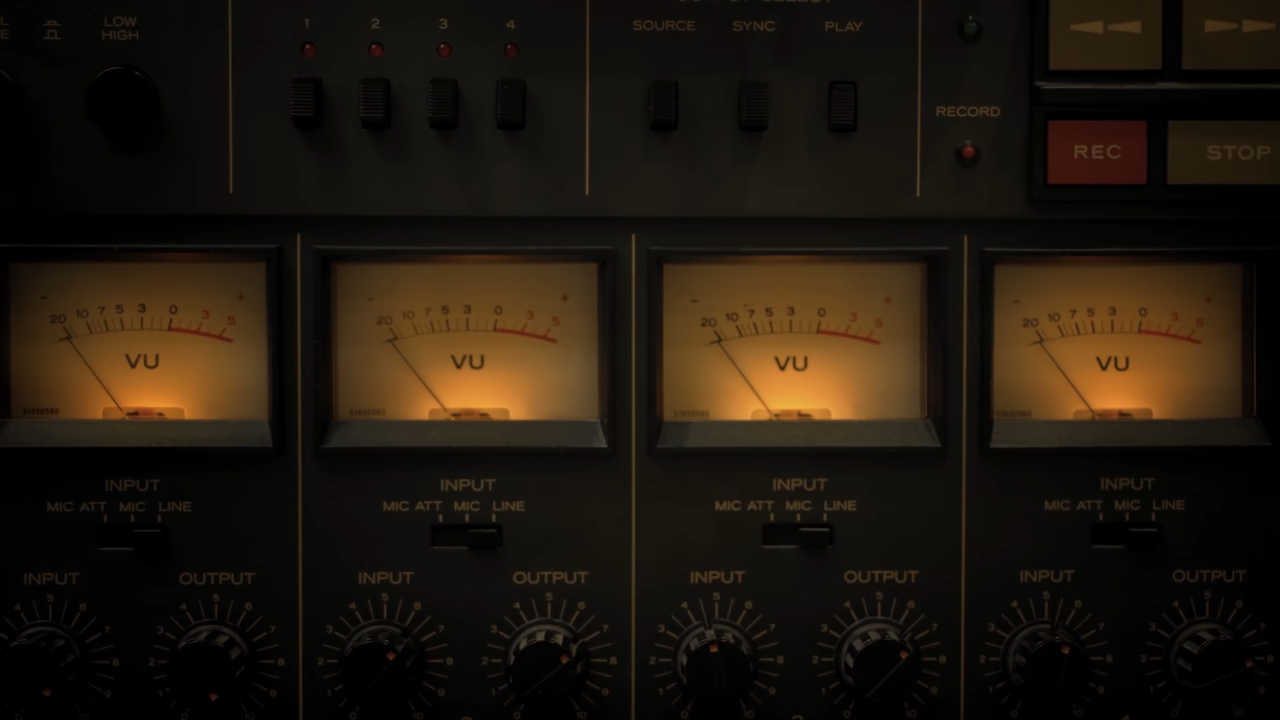 LOW
HIGH
1 2 3 4
SOURCE SYNC PLAY
RECORD
REC STOP
- +
20 10 7 5 3 0 3 5
VU
51650560
- +
20 10 7 5 3 0 3 5
VU
51650560
- +
20 10 7 5 3 0 3 5
VU
51650560
- +
20 10 7 5 3 0 3 5
VU
51650560
INPUT
MIC ATT MIC LINE
INPUT
MIC ATT MIC LINE
INPUT
MIC ATT MIC LINE
INPUT
MIC ATT MIC LINE
INPUT OUTPUT
INPUT OUTPUT
INPUT OUTPUT
INPUT OUTPUT